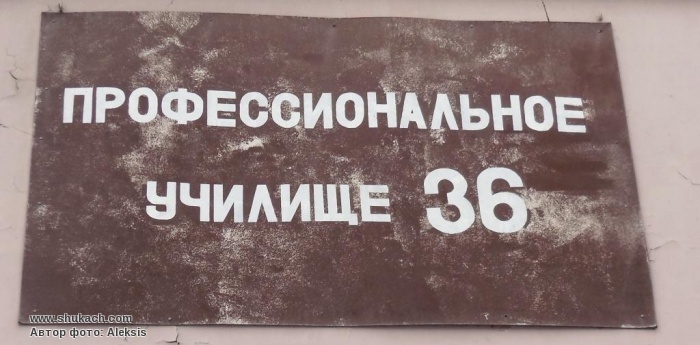 ПРОФЕССИОНАЛЬНОЕ
УЧИЛИЩЕ 36
www.shukach.com
Автор фото: Aleksis